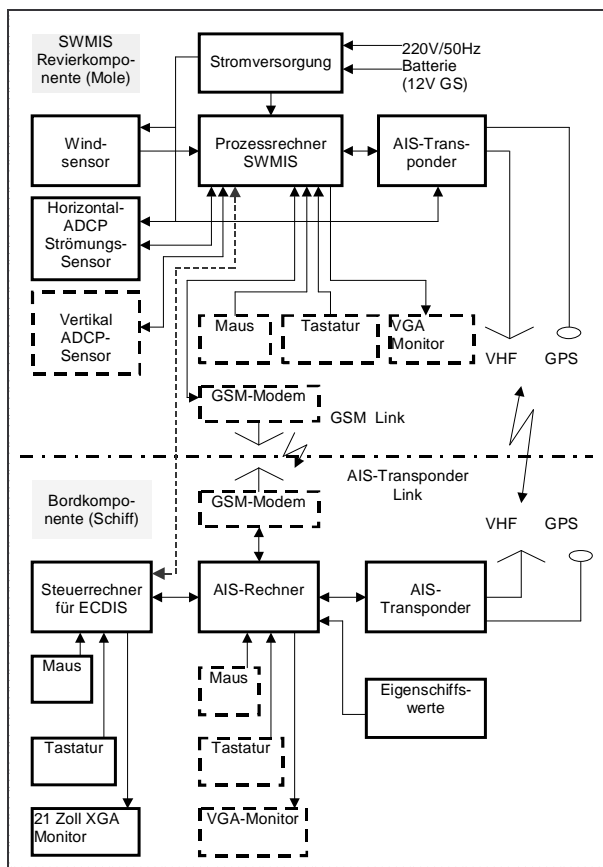 SWMIS
Revierkomponente (Mole)
Stromversorgung
220V/50Hz
Batterie
(12V GS)
Wind-
sensor
Prozessrechner
SWMIS
AIS-Trans-
ponder
Horizontal-
ADCP
Strömungs-
Sensor
Vertikal
ADCP-
Sensor
Maus
Tastatur
VGA
Monitor
VHF
GPS
GSM-Modem
GSM Link
AIS-Transponder
Link
Bordkompo-
nente (Schiff)
GSM-Modem
VHF
GPS
Steuerrechner
für ECDIS
AIS-Rechner
AIS-
Transponder
Maus
Maus
Eigenschiffs-
werte
Tastatur
Tastatur
21 Zoll XGA
Monitor
VGA-Monitor